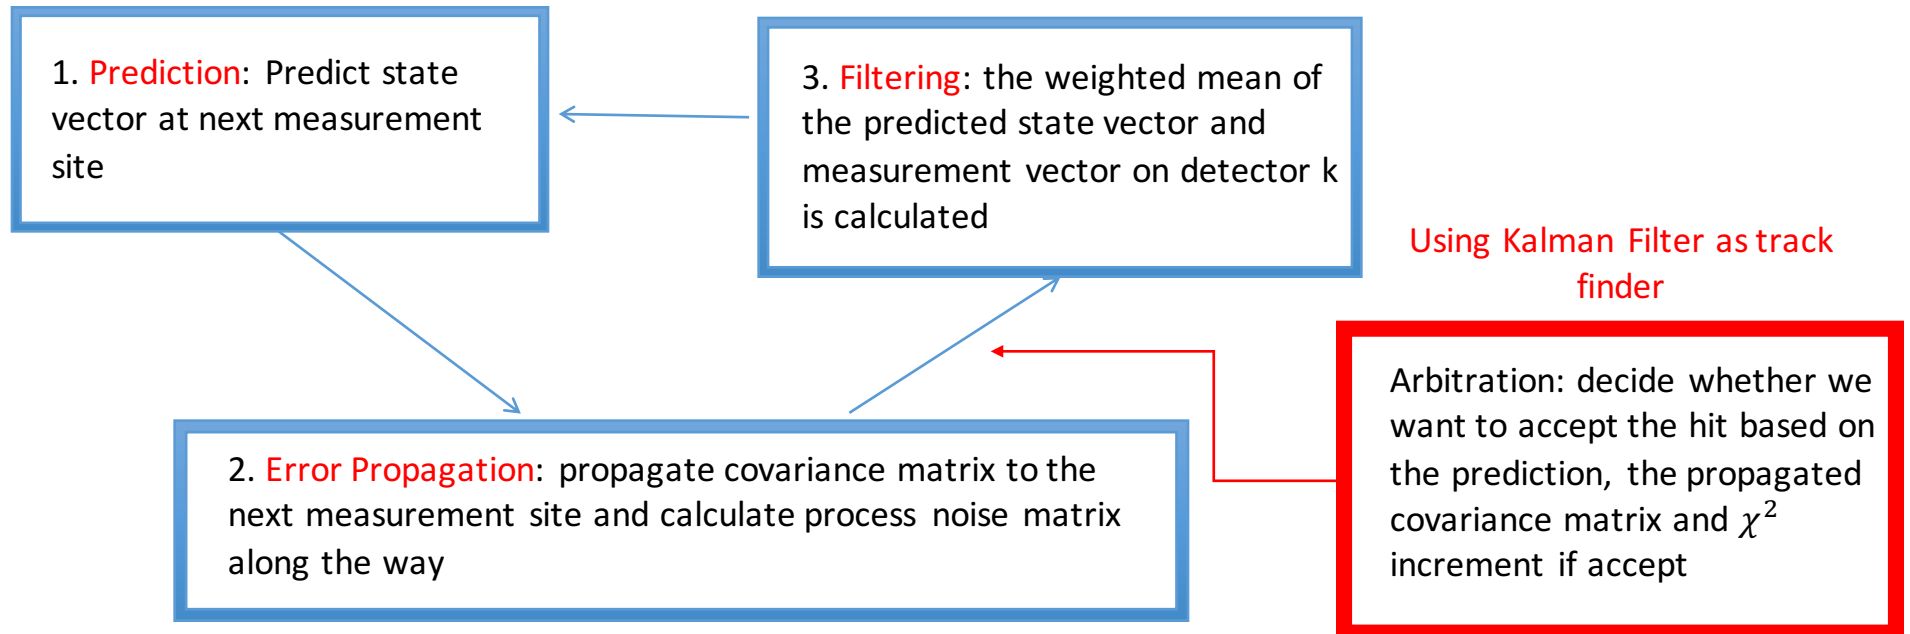 1. Prediction: Predict state
vector at next measurement
site
3. Filtering: the weighted mean of
the predicted state vector and
measurement vector on detector k
is calculated
Using Kalman Filter as track
finder
2. Error Propagation: propagate covariance matrix to the
next measurement site and calculate process noise matrix
along the way
Arbitration: decide whether we
want to accept the hit based on
the prediction, the propagated
covariance matrix and χ²
increment if accept